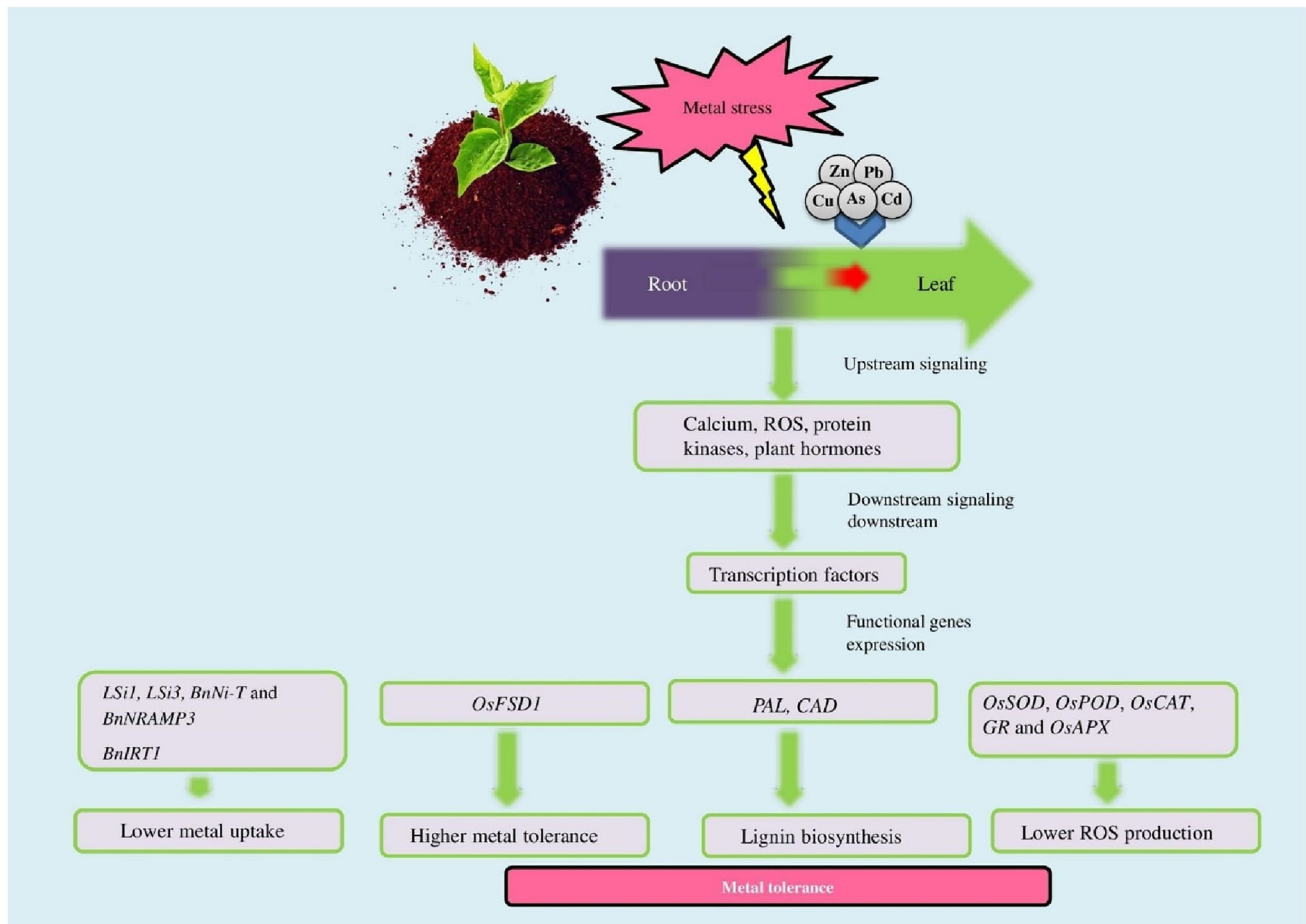 Metal stress
Zn Pb
Cu As Cd
Root
Leaf
Upstream signaling
Calcium, ROS, protein
kinases, plant hormones
Downstream signaling
downstream
Transcription factors
Functional genes
expression
LSi1, LSi3, BnNi-T and
BnNRAMP3
BnIRT1
OsFSD1
PAL, CAD
OsSOD, OsPOD, OsCAT,
GR and OsAPX
Lower metal uptake
Higher metal tolerance
Lignin biosynthesis
Lower ROS production
Metal tolerance